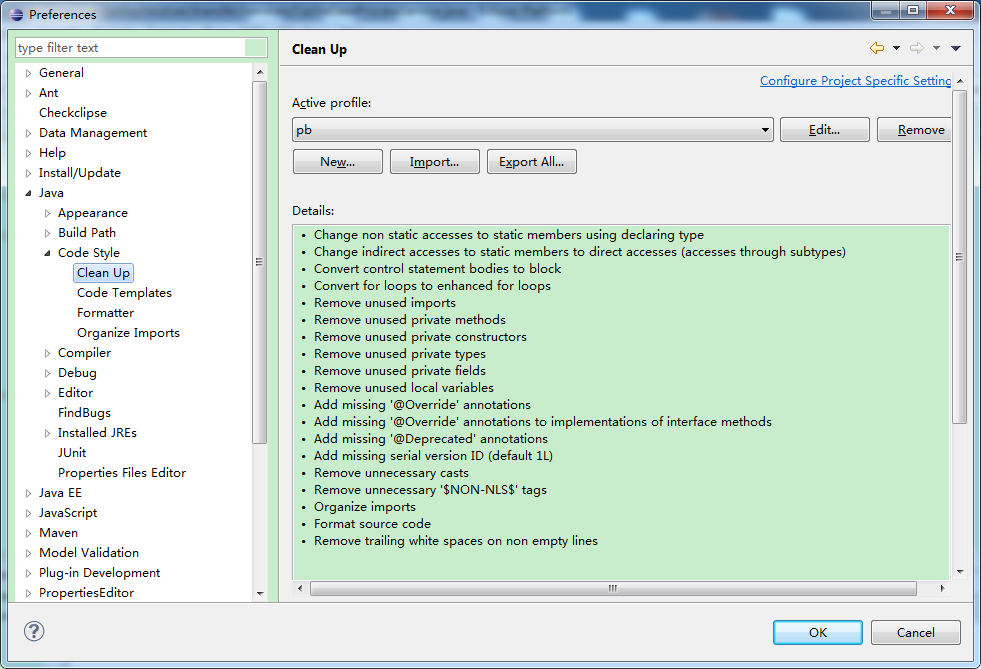 Preferences
type filter text
General
Ant
Checkclipse
Data Management
Help
Install/Update
Java
Appearance
Build Path
Code Style
Clean Up
Code Templates
Formatter
Organize Imports
Compiler
Debug
Editor
FindBugs
Installed JREs
JUnit
Properties Files Editor
Java EE
JavaScript
Maven
Model Validation
Plug-in Development
PropertiesEditor
Clean Up
Configure Project Specific Setting
Active profile:
pb
Edit...
Remove
New...
Import...
Export All...
Details:
• Change non static accesses to static members using declaring type
• Change indirect accesses to static members to direct accesses (accesses through subtypes)
• Convert control statement bodies to block
• Convert for loops to enhanced for loops
• Remove unused imports
• Remove unused private methods
• Remove unused private constructors
• Remove unused private types
• Remove unused private fields
• Remove unused local variables
• Add missing '@Override' annotations
• Add missing '@Override' annotations to implementations of interface methods
• Add missing '@Deprecated' annotations
• Add missing serial version ID (default 1L)
• Remove unnecessary casts
• Remove unnecessary '$NON-NLS$' tags
• Organize imports
• Format source code
• Remove trailing white spaces on non empty lines
?
OK
Cancel